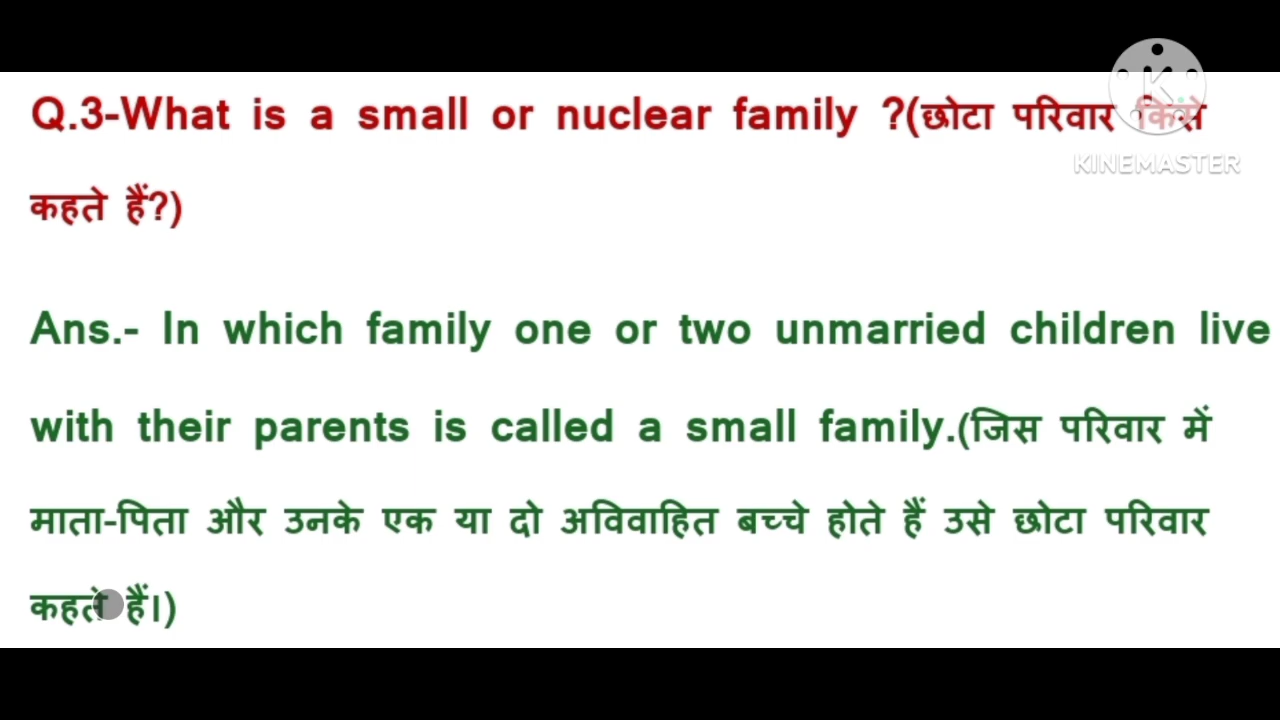 Q.3-What is a small or nuclear family ?(छोटा परिवार किसे
KINEMASTER
कहते हैं?)
Ans.- In which family one or two unmarried children live
with their parents is called a small family.(जिस परिवार में
माता-पिता और उनके एक या दो अविवाहित बच्चे होते हैं उसे छोटा परिवार
कहते हैं।)